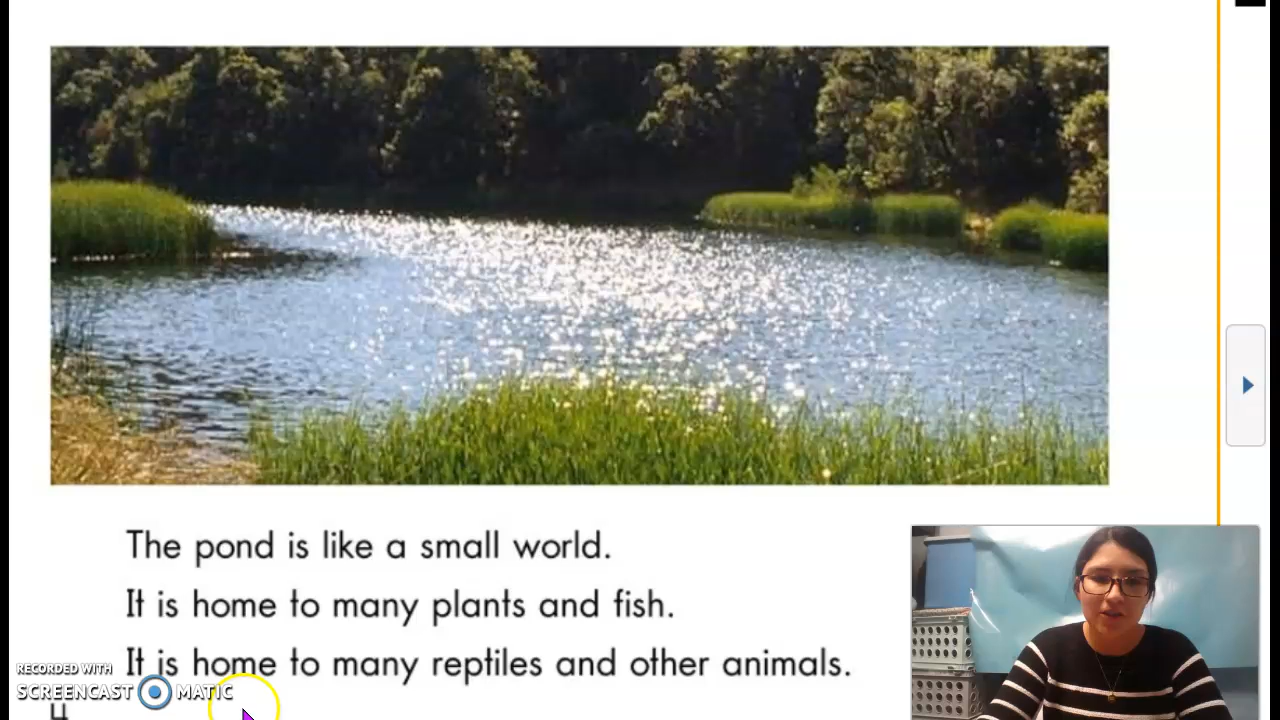 The pond is like a small world.
It is home to many plants and fish.
It is home to many reptiles and other animals.
RECORDED WITH
SCREENCAST MATIC
4